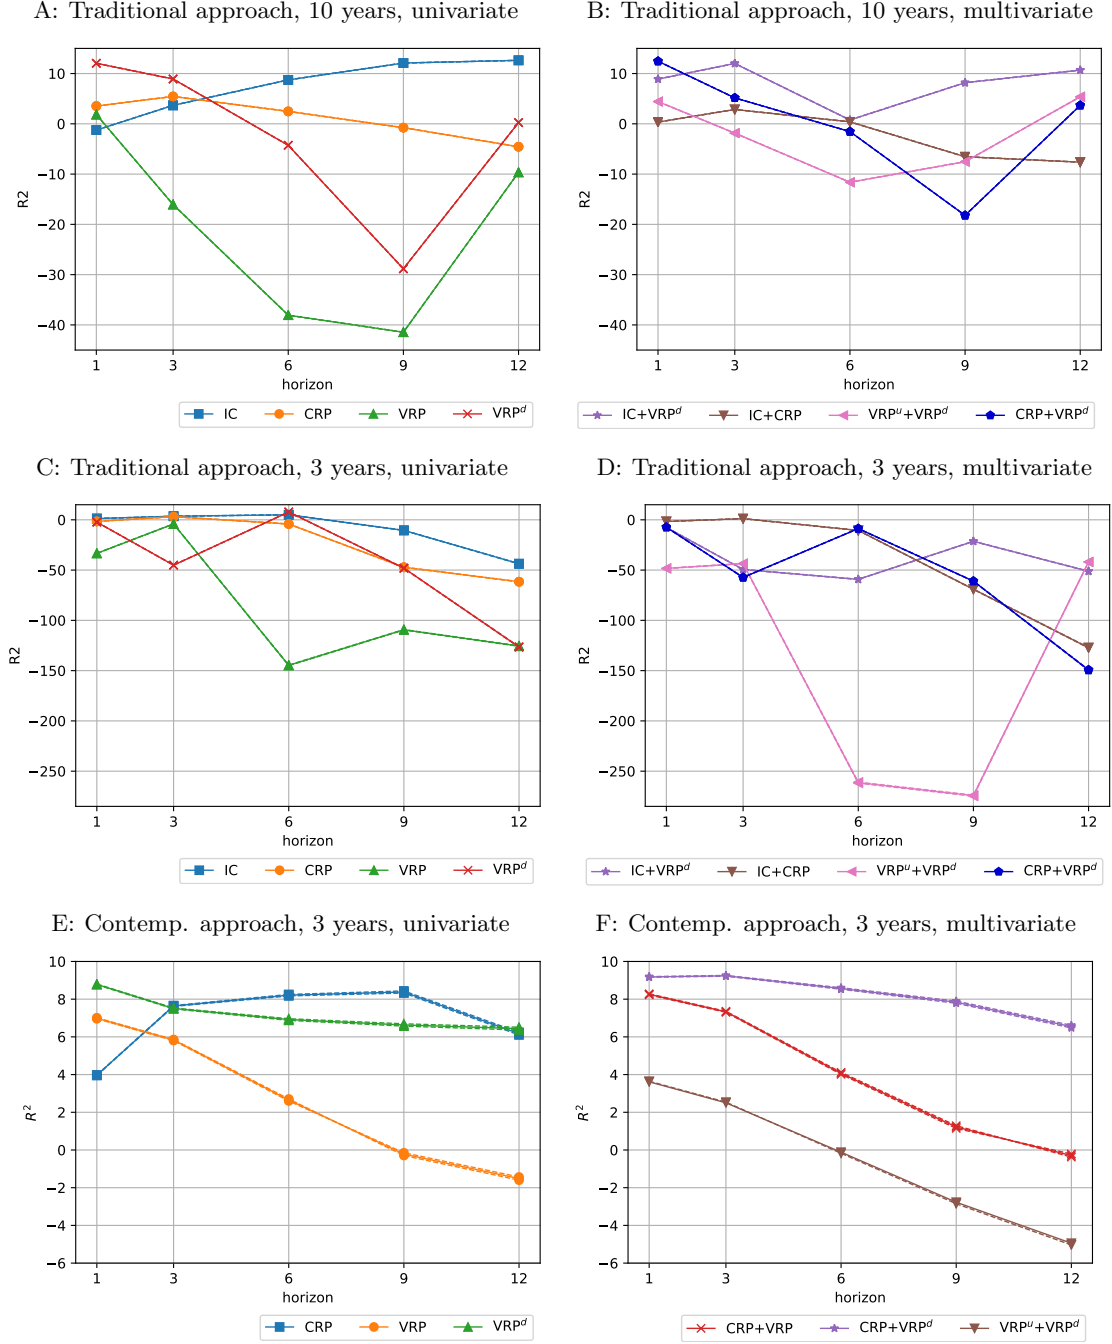 A: Traditional approach, 10 years, univariate
10
0
−10
−20
−30
−40
R2
1 3 6 9 12
horizon
IC CRP VRP VRP^d
B: Traditional approach, 10 years, multivariate
10
0
−10
−20
−30
−40
R2
1 3 6 9 12
horizon
IC+VRP^d IC+CRP VRP^u+VRP^d CRP+VRP^d
C: Traditional approach, 3 years, univariate
0
−50
−100
−150
−200
−250
R2
1 3 6 9 12
horizon
IC CRP VRP VRP^d
D: Traditional approach, 3 years, multivariate
0
−50
−100
−150
−200
−250
R2
1 3 6 9 12
horizon
IC+VRP^d IC+CRP VRP^u+VRP^d CRP+VRP^d
E: Contemp. approach, 3 years, univariate
10
8
6
4
2
0
−2
−4
−6
R^2
1 3 6 9 12
horizon
CRP VRP VRP^d
F: Contemp. approach, 3 years, multivariate
10
8
6
4
2
0
−2
−4
−6
R^2
1 3 6 9 12
horizon
CRP+VRP CRP+VRP^d VRP^u+VRP^d